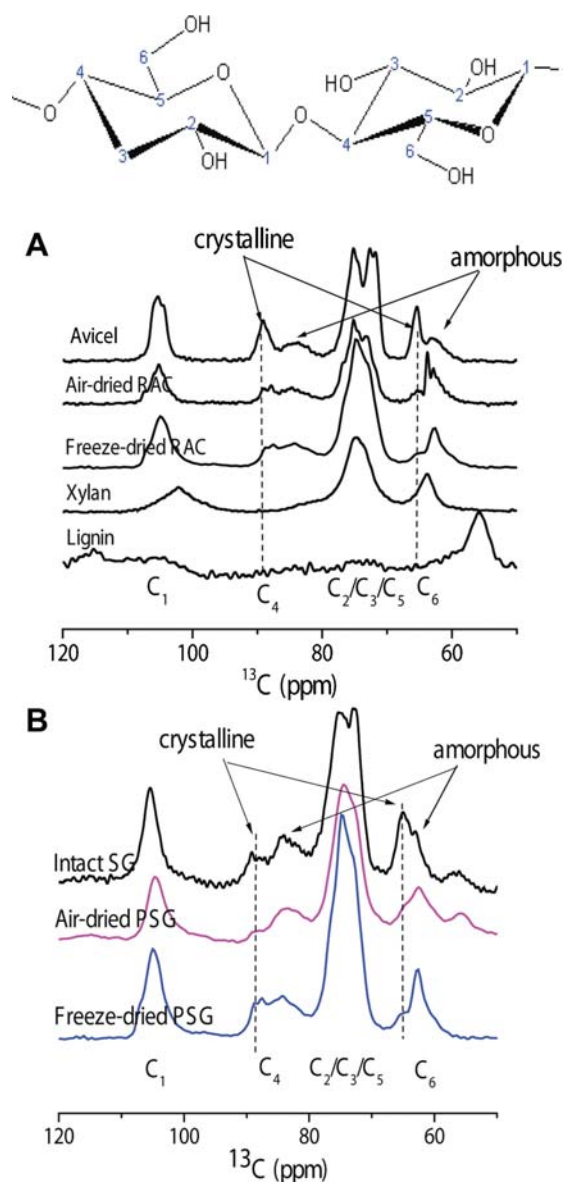 OH
6
4
5
O
O
3
2
OH
1
O
3
HO
OH
2
1
4
5
O
6
OH
A
crystalline
amorphous
Avicel
Air-dried RAC
Freeze-dried RAC
Xylan
Lignin
C₁ C₄ C₂/C₃/C₅ C₆
120 100 80 60
¹³C (ppm)
B
crystalline
amorphous
Intact SG
Air-dried PSG
Freeze-dried PSG
C₁ C₄ C₂/C₃/C₅ C₆
120 100 80 60
¹³C (ppm)